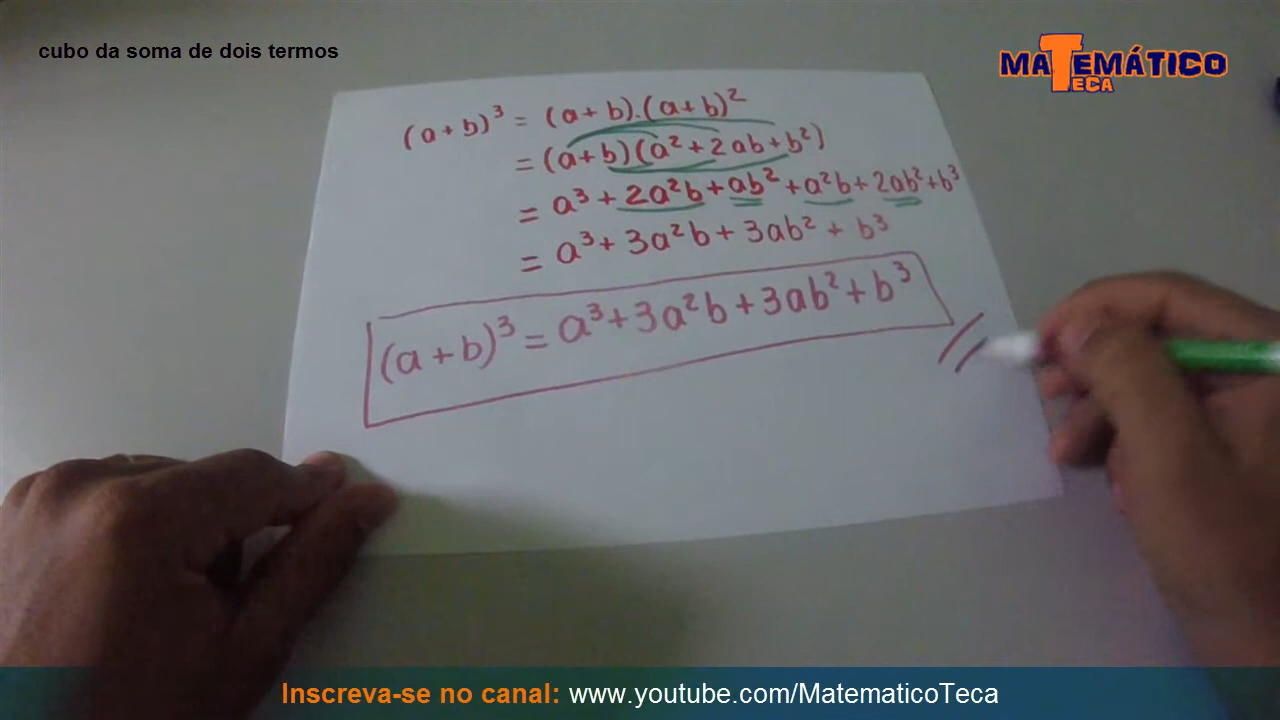 cubo da soma de dois termos
MATEMÁTICO
TECA
(a+b)³ = (a+b).(a+b)²
= (a+b)(a²+2ab+b²)
= a³+2a²b+ab²+a²b+2ab²+b³
= a³+3a²b+3ab²+b³
(a+b)³ = a³+3a²b+3ab²+b³
Inscreva-se no canal: www.youtube.com/MatematicoTeca